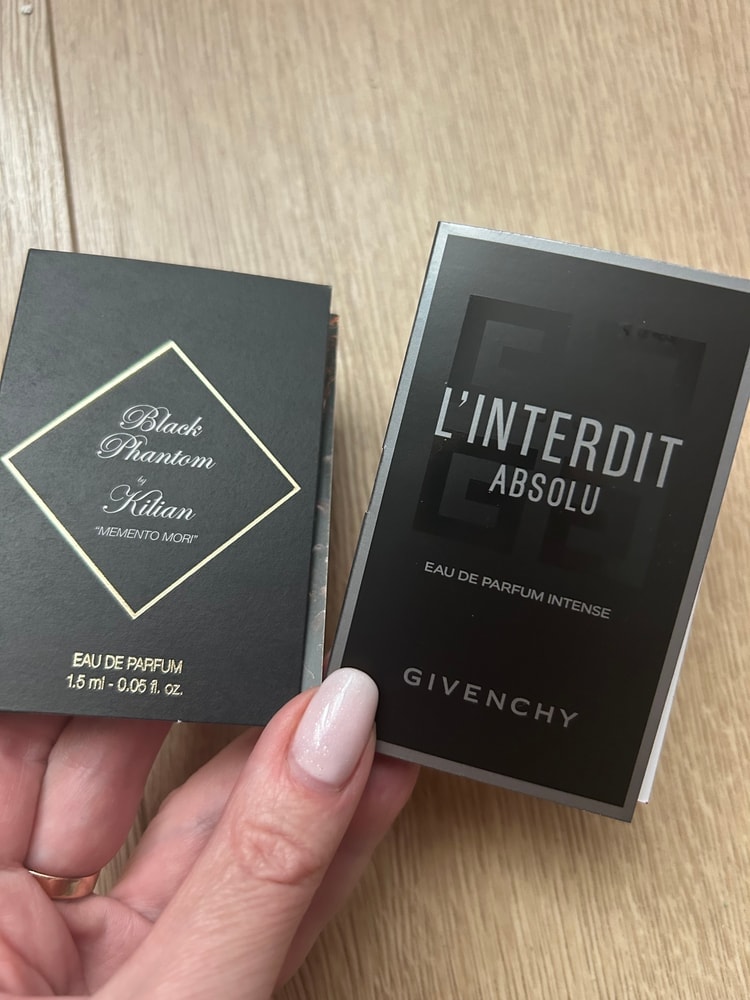 Black
Phantom
by
Kilian
"MEMENTO MORI"
EAU DE PARFUM
1.5 ml - 0.05 fl. oz.
L'INTERDIT
ABSOLU
EAU DE PARFUM INTENSE
GIVENCHY